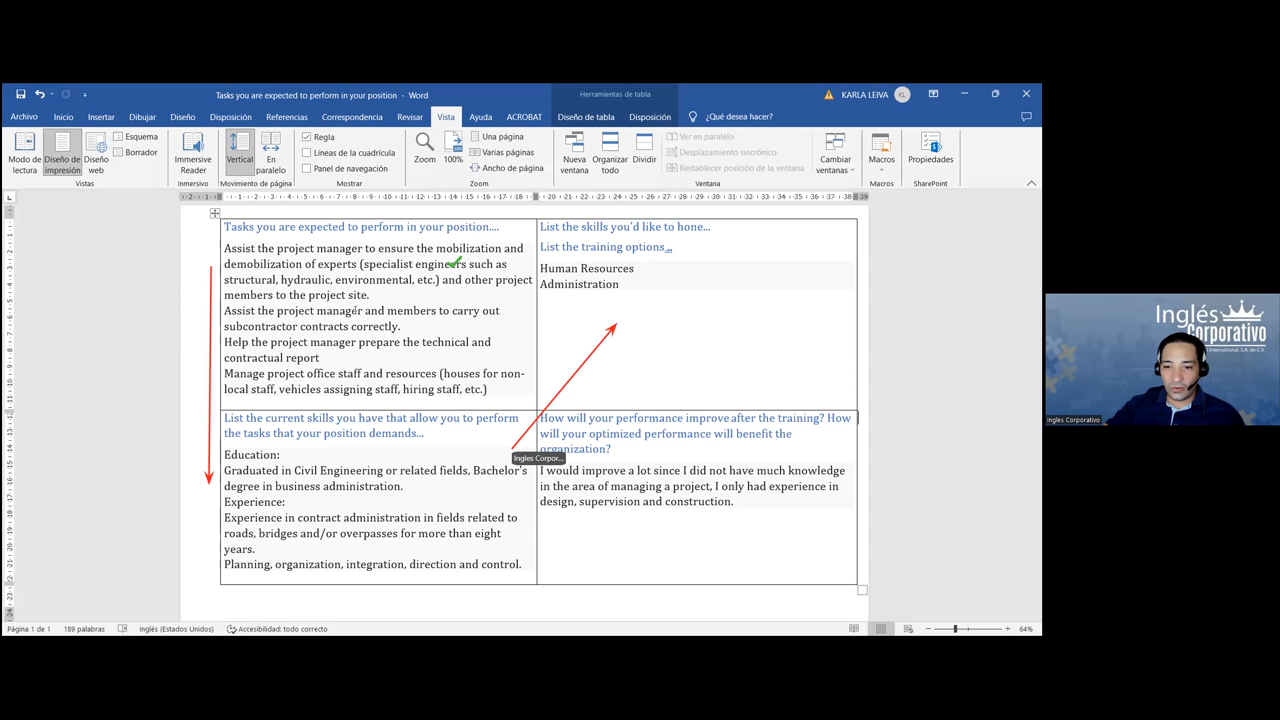 Tasks you are expected to perform in your position - Word
Herramientas de tabla
KARLA LEIVA
KL
Archivo
Inicio
Insertar
Dibujar
Diseño
Disposición
Referencias
Correspondencia
Revisar
Vista
Ayuda
ACROBAT
Diseño de tabla
Disposición
¿Qué desea hacer?
Modo de lectura
Diseño de impresión
Diseño web
Esquema
Borrador
Vistas
Immersive Reader
Inmersivo
Vertical
En paralelo
Movimiento de página
Regla
Líneas de la cuadrícula
Panel de navegación
Mostrar
Zoom
100%
Una página
Varias páginas
Ancho de página
Zoom
Nueva ventana
Organizar todo
Dividir
Ver en paralelo
Desplazamiento sincrónico
Restablecer posición de la ventana
Ventana
Cambiar ventanas
Macros
Macros
Propiedades
SharePoint
Tasks you are expected to perform in your position....
Assist the project manager to ensure the mobilization and
demobilization of experts (specialist engineers such as
structural, hydraulic, environmental, etc.) and other project
members to the project site.
Assist the project manager and members to carry out
subcontractor contracts correctly.
Help the project manager prepare the technical and
contractual report
Manage project office staff and resources (houses for non-
local staff, vehicles assigning staff, hiring staff, etc.)
List the skills you'd like to hone...
List the training options...
Human Resources
Administration
List the current skills you have that allow you to perform
the tasks that your position demands...
Education:
Graduated in Civil Engineering or related fields, Bachelor's
degree in business administration.
Experience:
Experience in contract administration in fields related to
roads, bridges and/or overpasses for more than eight
years.
Planning, organization, integration, direction and control.
How will your performance improve after the training? How
will your optimized performance will benefit the
organization?
Ingles Corpor...
I would improve a lot since I did not have much knowledge
in the area of managing a project, I only had experience in
design, supervision and construction.
Inglés
Corporativo
International, S.A. de C.V.
Ingles Corporativo
Página 1 de 1
189 palabras
Inglés (Estados Unidos)
Accesibilidad: todo correcto
64%